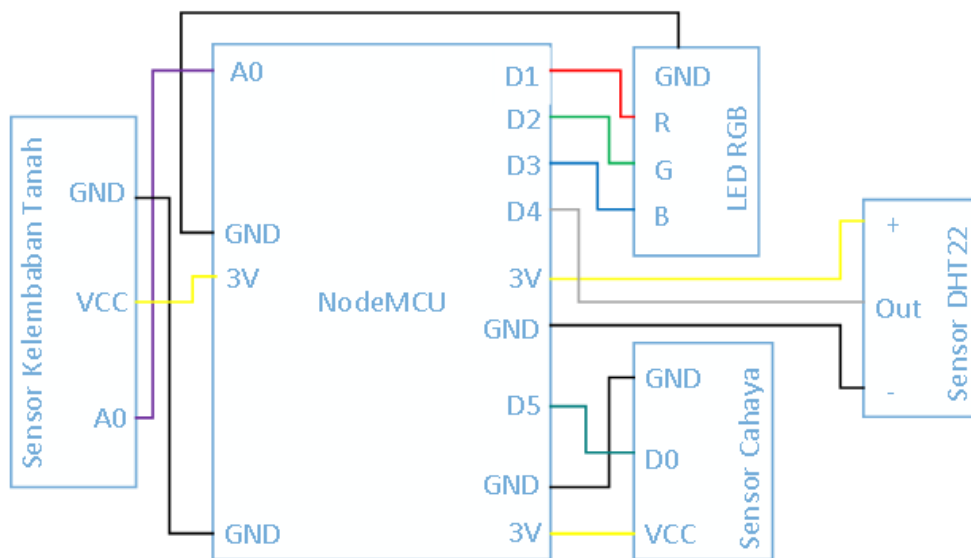 Sensor Kelembaban Tanah
GND
VCC
A0
A0
GND
3V
GND
NodeMCU
D1
D2
D3
D4
3V
GND
D5
GND
3V
GND
R
G
B
LED RGB
GND
D0
VCC
Sensor Cahaya
+
Out
-
Sensor DHT22